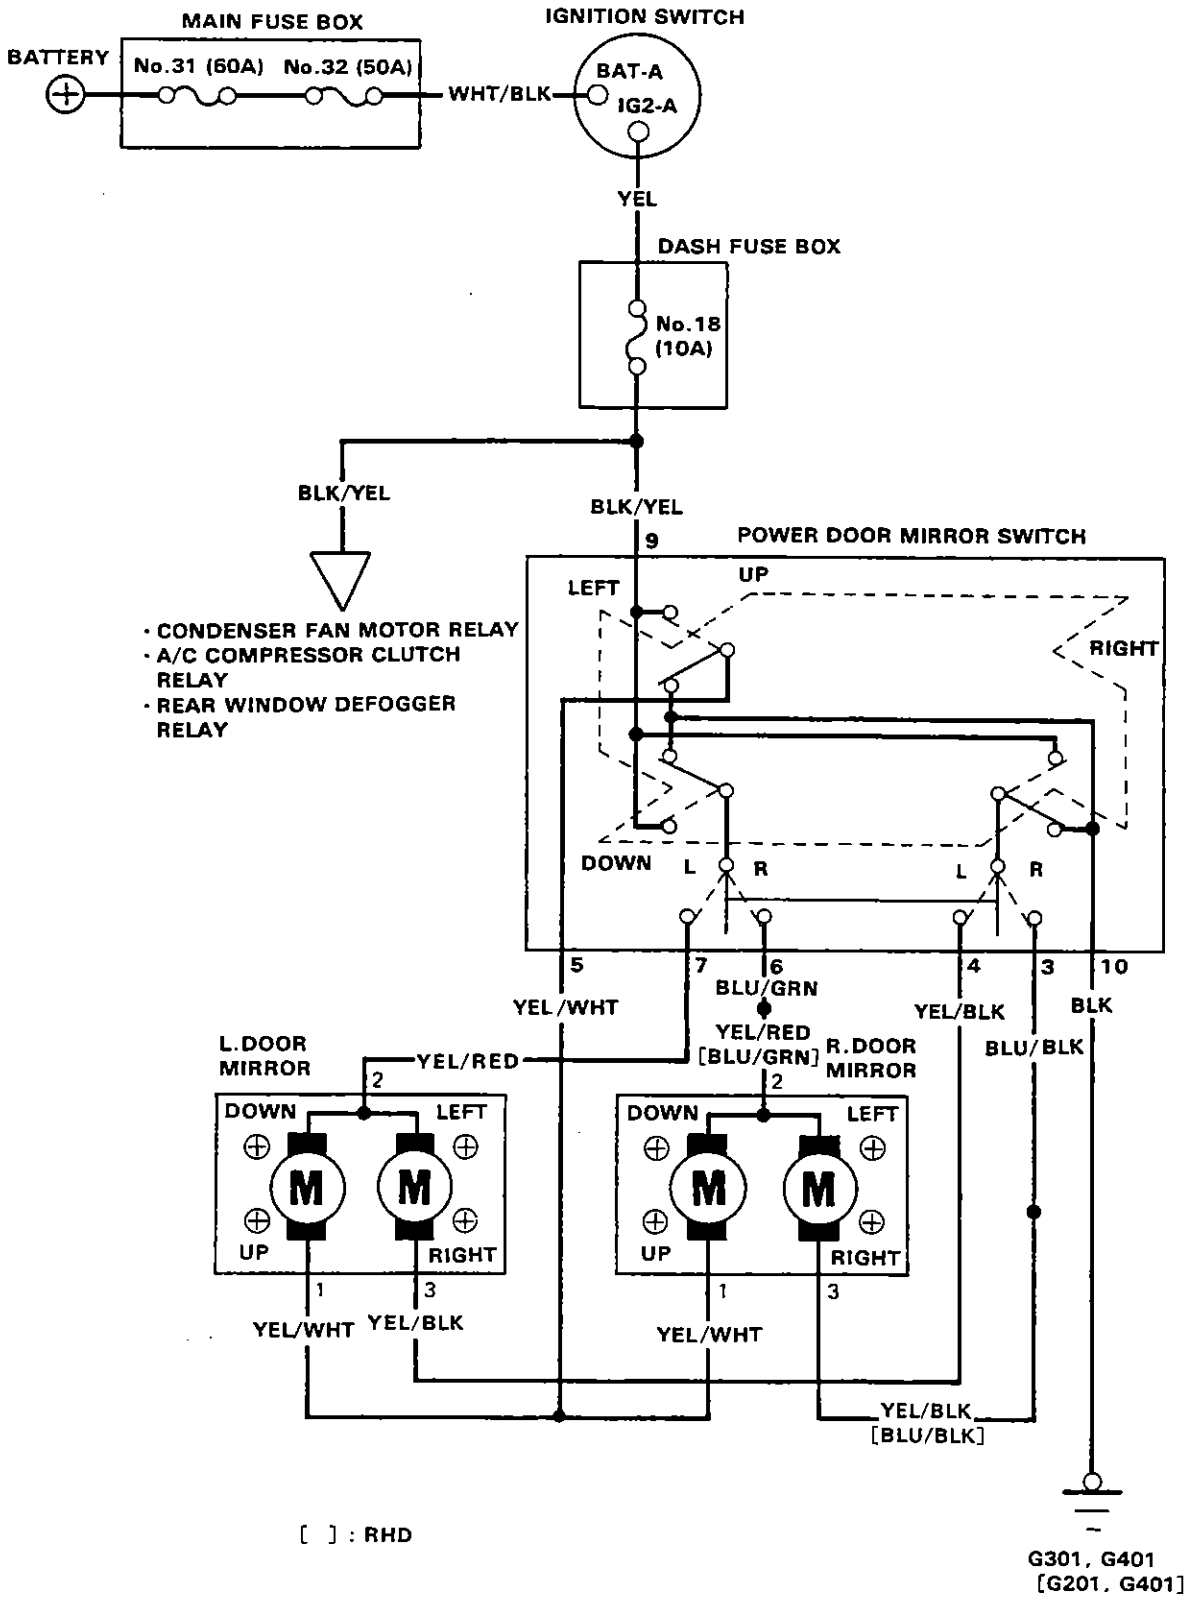 MAIN FUSE BOX
IGNITION SWITCH
BATTERY
No.31 (60A) No.32 (50A)
BAT-A
WHT/BLK
IG2-A
YEL
DASH FUSE BOX
No.18
(10A)
BLK/YEL
BLK/YEL
9
POWER DOOR MIRROR SWITCH
LEFT
UP
RIGHT
· CONDENSER FAN MOTOR RELAY
· A/C COMPRESSOR CLUTCH
RELAY
· REAR WINDOW DEFOGGER
RELAY
DOWN
L R
L R
5 7 6 4 3 10
YEL/WHT
BLU/GRN
YEL/BLK
BLK
YEL/RED
[BLU/GRN]
BLU/BLK
L.DOOR
MIRROR
YEL/RED
R.DOOR
MIRROR
2
2
DOWN LEFT
DOWN LEFT
M M
M M
UP RIGHT
UP RIGHT
1 3
1 3
YEL/WHT YEL/BLK
YEL/WHT
YEL/BLK
[BLU/BLK]
[ ] : RHD
G301, G401
[G201, G401]